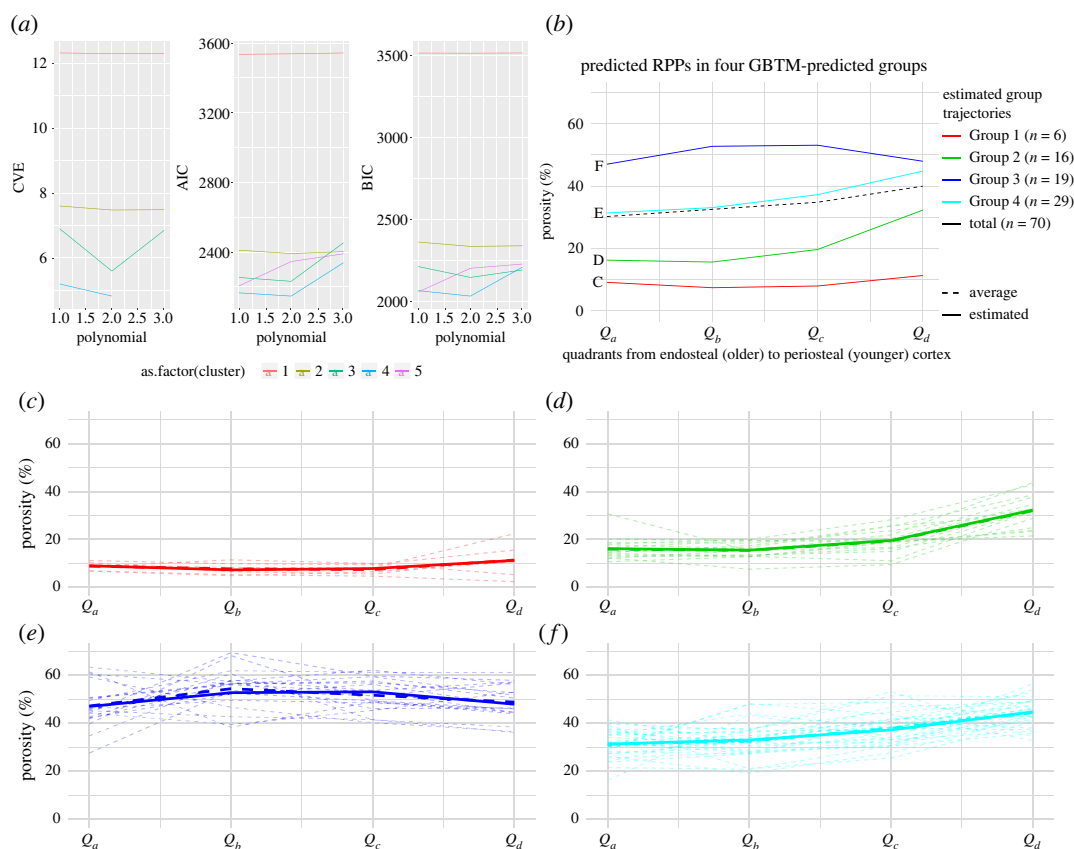 (a)
12
10
8
6
CVE
1.0 1.5 2.0 2.5 3.0
polynomial
3600
3200
2800
2400
AIC
1.0 1.5 2.0 2.5 3.0
polynomial
3500
3000
2500
2000
BIC
1.0 1.5 2.0 2.5 3.0
polynomial
as.factor(cluster) a 1 a 2 a 3 a 4 a 5
(b)
predicted RPPs in four GBTM-predicted groups
60
40
20
0
porosity (%)
F
E
D
C
Qa Qb Qc Qd
quadrants from endosteal (older) to periosteal (younger) cortex
estimated group
trajectories
Group 1 (n = 6)
Group 2 (n = 16)
Group 3 (n = 19)
Group 4 (n = 29)
total (n = 70)
average
estimated
(c)
60
40
20
0
porosity (%)
Qa Qb Qc Qd
(d)
60
40
20
0
Qa Qb Qc Qd
(e)
60
40
20
0
porosity (%)
Qa Qb Qc Qd
(f)
60
40
20
0
Qa Qb Qc Qd